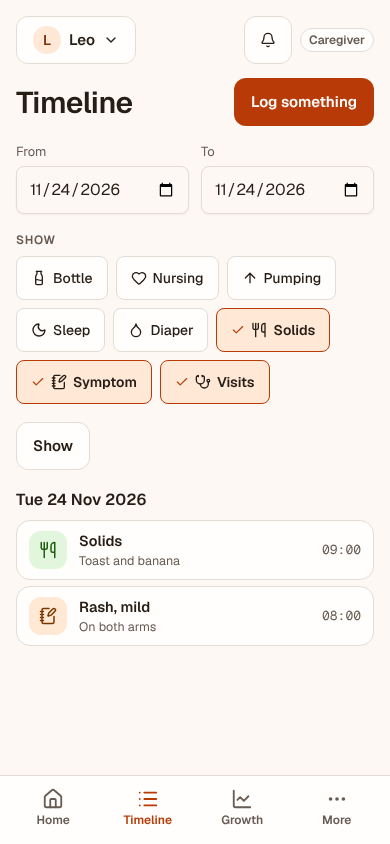 L Leo
Caregiver
Timeline
Log something
From To
11/24/2026 11/24/2026
SHOW
Bottle Nursing Pumping
Sleep Diaper Solids
Symptom Visits
Show
Tue 24 Nov 2026
Solids
Toast and banana
09:00
Rash, mild
On both arms
08:00
Home Timeline Growth More